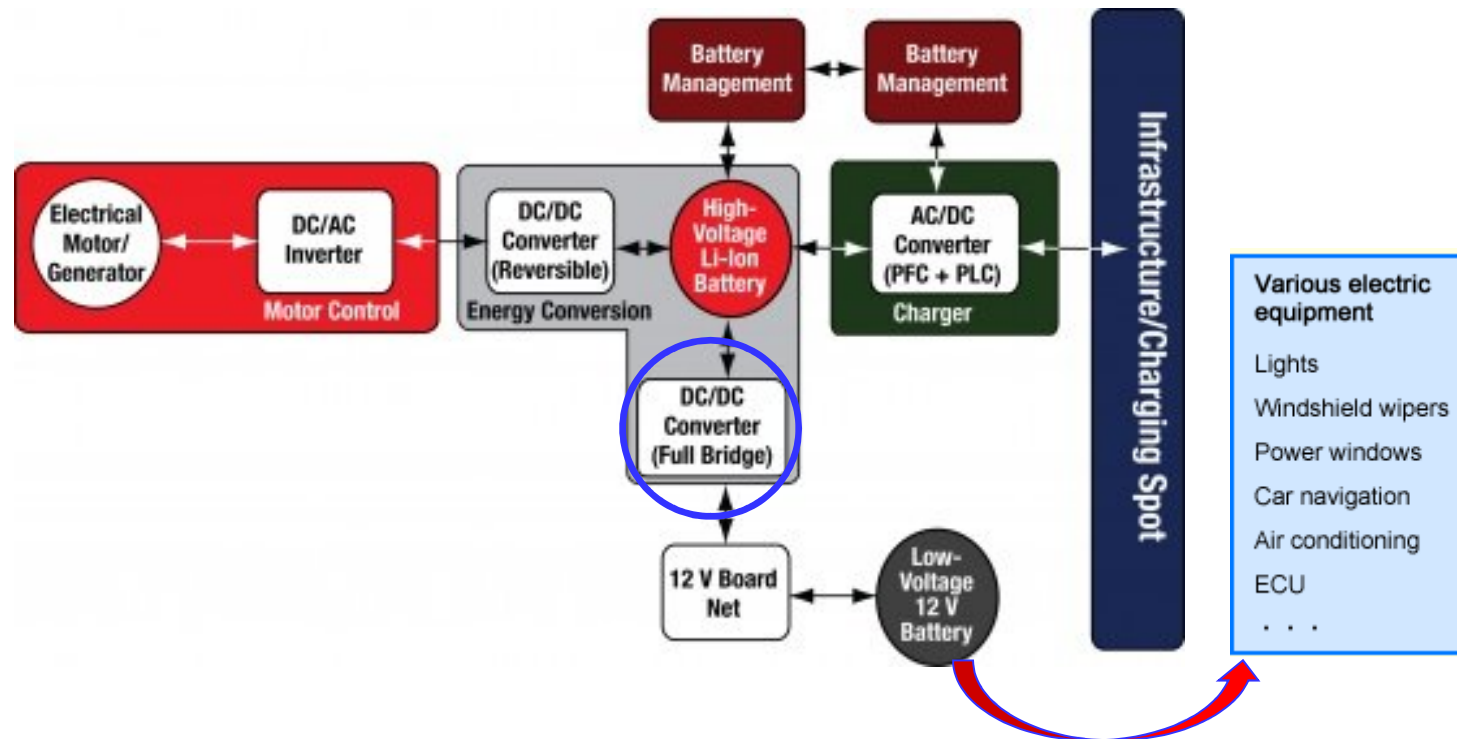 Battery
Management
Battery
Management
Infrastructure/Charging Spot
Electrical
Motor/
Generator
DC/AC
Inverter
Motor Control
DC/DC
Converter
(Reversible)
Energy Conversion
High-
Voltage
Li-Ion
Battery
AC/DC
Converter
(PFC + PLC)
Charger
DC/DC
Converter
(Full Bridge)
12 V Board
Net
Low-
Voltage
12 V
Battery
Various electric
equipment
Lights
Windshield wipers
Power windows
Car navigation
Air conditioning
ECU
· · ·